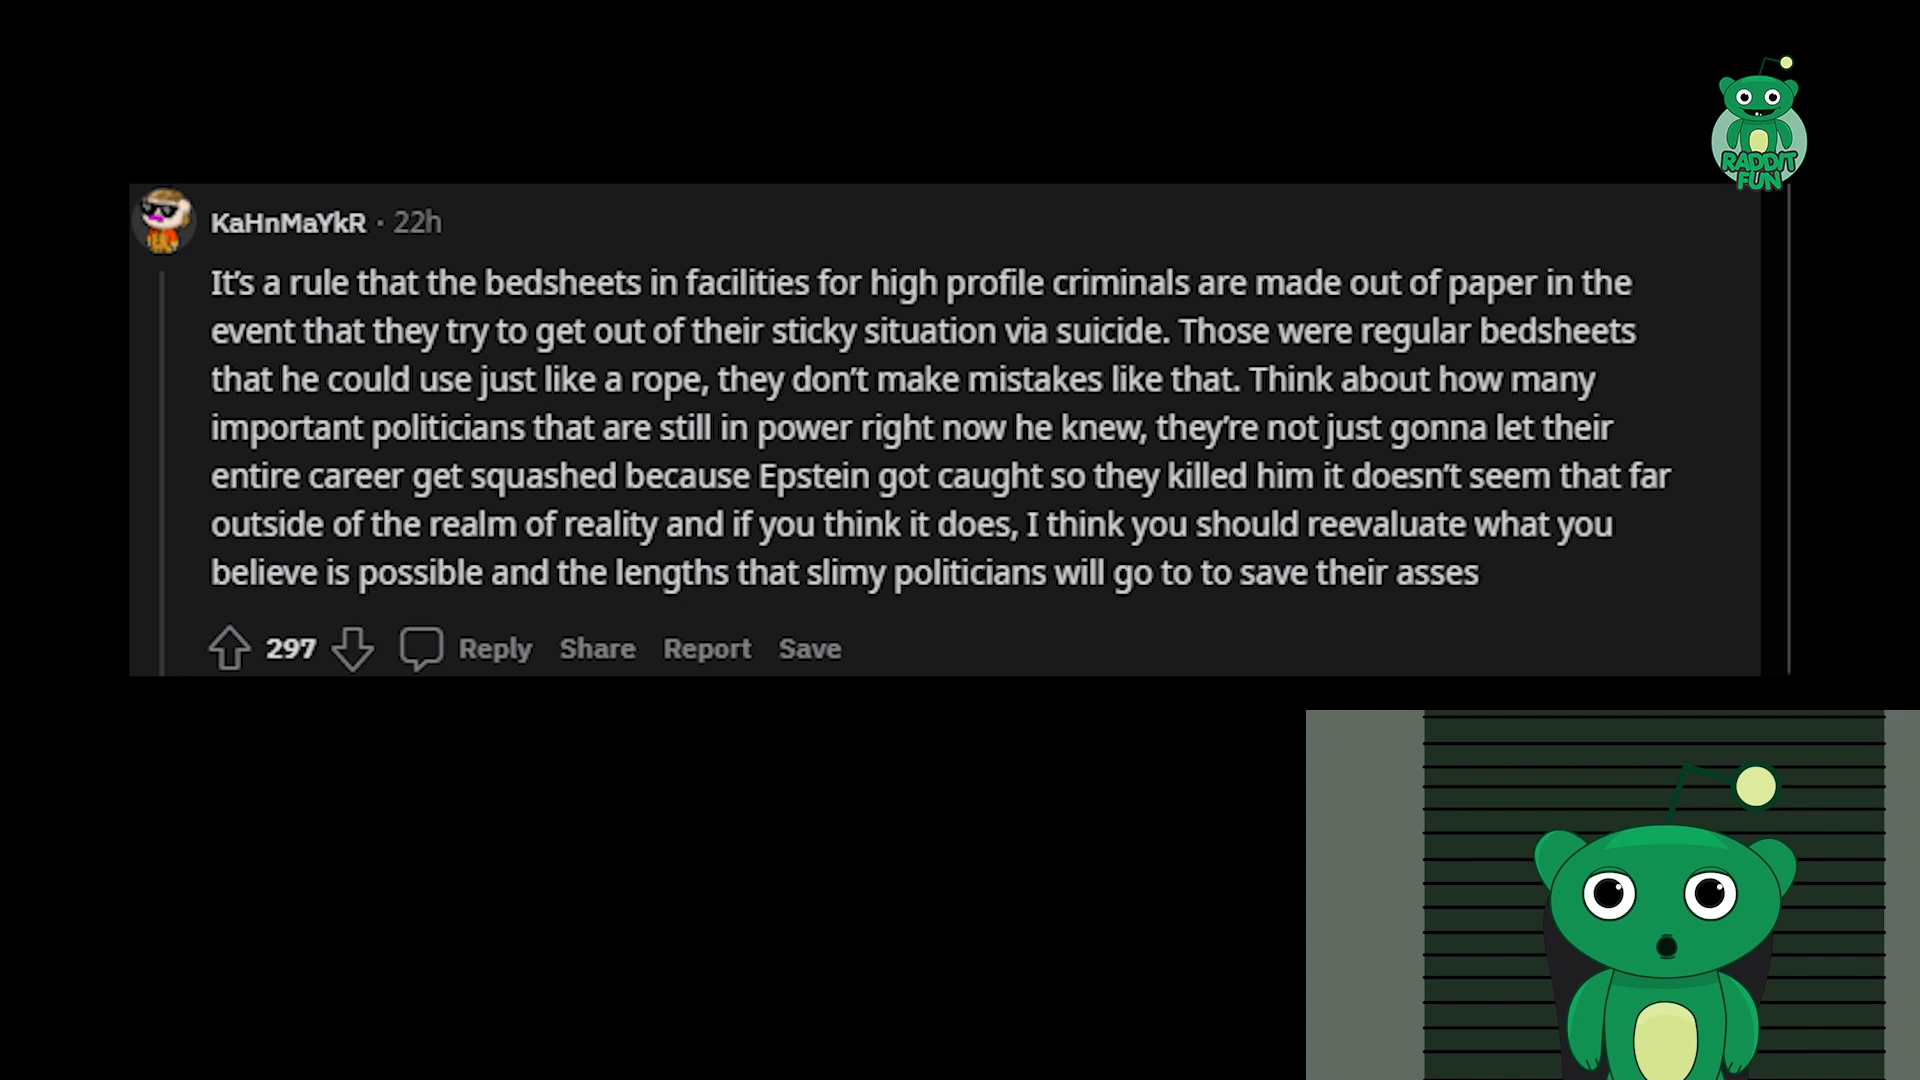 RADDIT
FUN
KaHnMaYkR · 22h
It's a rule that the bedsheets in facilities for high profile criminals are made out of paper in the
event that they try to get out of their sticky situation via suicide. Those were regular bedsheets
that he could use just like a rope, they don't make mistakes like that. Think about how many
important politicians that are still in power right now he knew, they're not just gonna let their
entire career get squashed because Epstein got caught so they killed him it doesn't seem that far
outside of the realm of reality and if you think it does, I think you should reevaluate what you
believe is possible and the lengths that slimy politicians will go to to save their asses
297 Reply Share Report Save